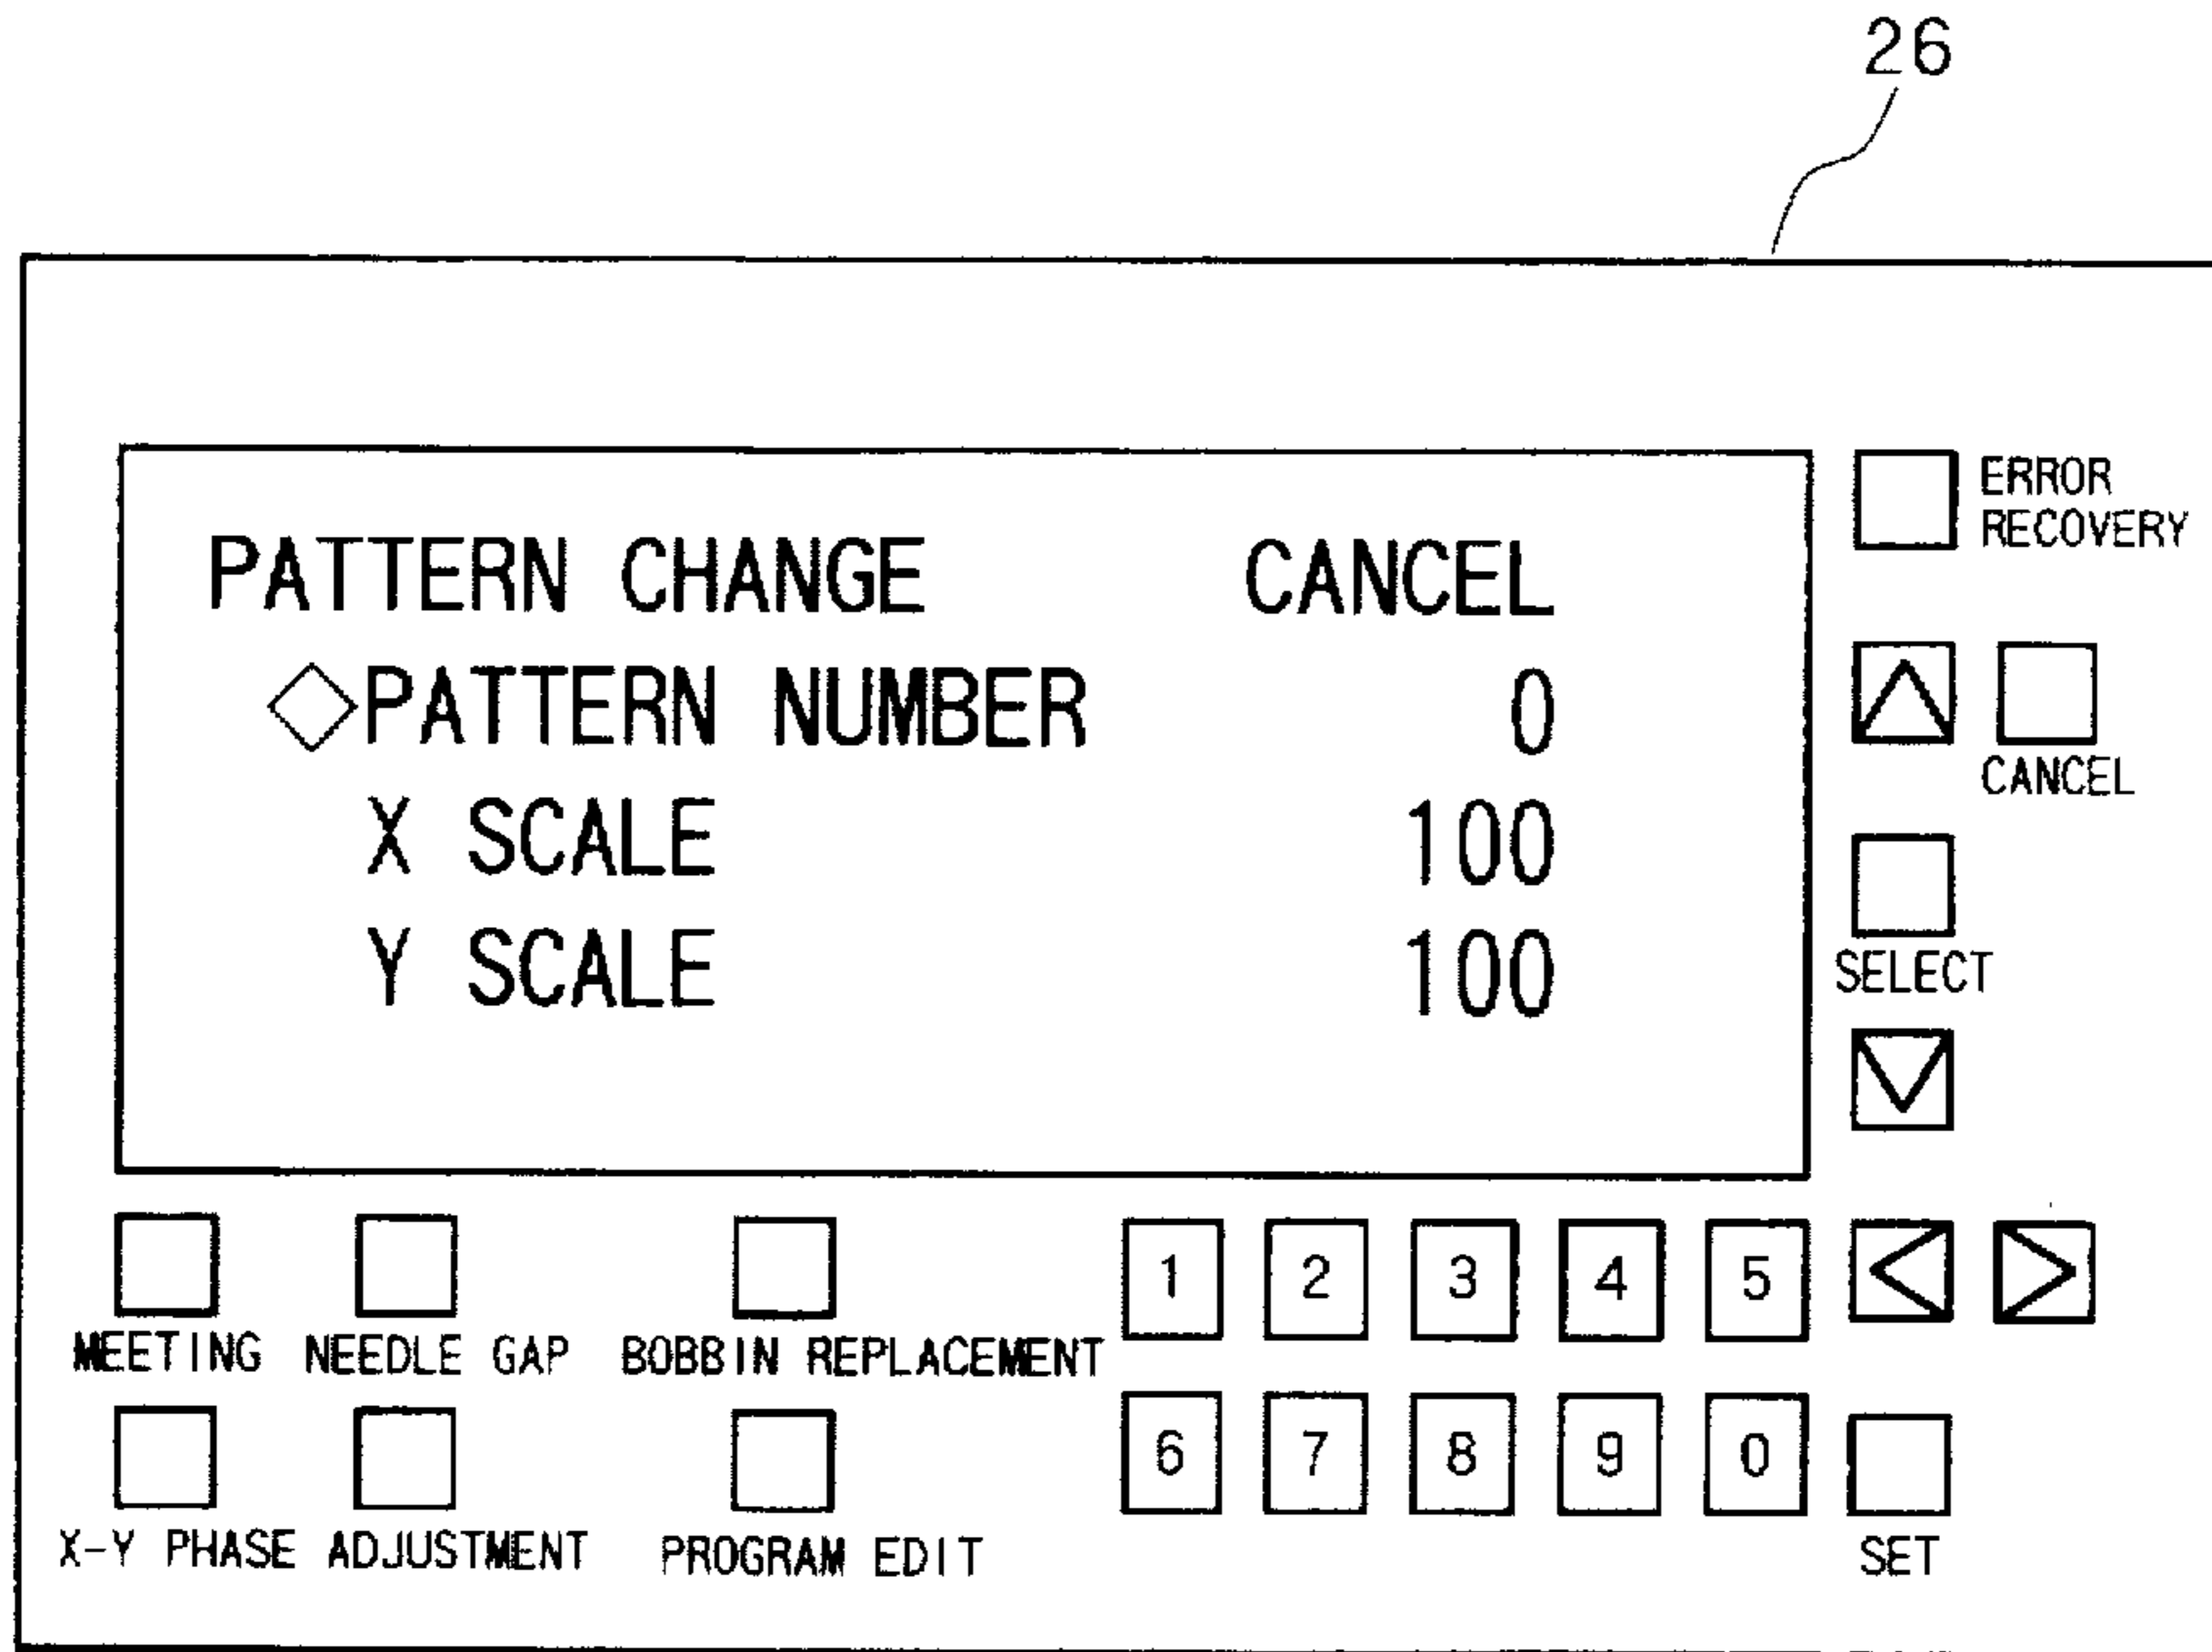 26
PATTERN CHANGE CANCEL
PATTERN NUMBER 0
X SCALE 100
Y SCALE 100
ERROR
RECOVERY
CANCEL
SELECT
1 2 3 4 5
MEETING NEEDLE GAP BOBBIN REPLACEMENT
6 7 8 9 0
X-Y PHASE ADJUSTMENT PROGRAM EDIT SET